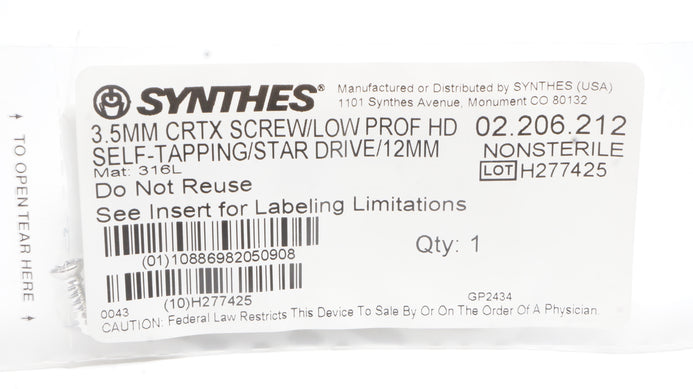 SYNTHES®
Manufactured or Distributed by SYNTHES (USA)
1101 Synthes Avenue, Monument CO 80132
3.5MM CRTX SCREW/LOW PROF HD
02.206.212
SELF-TAPPING/STAR DRIVE/12MM
NONSTERILE
Mat: 316L
LOT H277425
Do Not Reuse
See Insert for Labeling Limitations
Qty: 1
(01)10886982050908
(10)H277425
GP2434
0043
CAUTION: Federal Law Restricts This Device To Sale By Or On The Order Of A Physician.
↑ TO OPEN TEAR HERE ↑